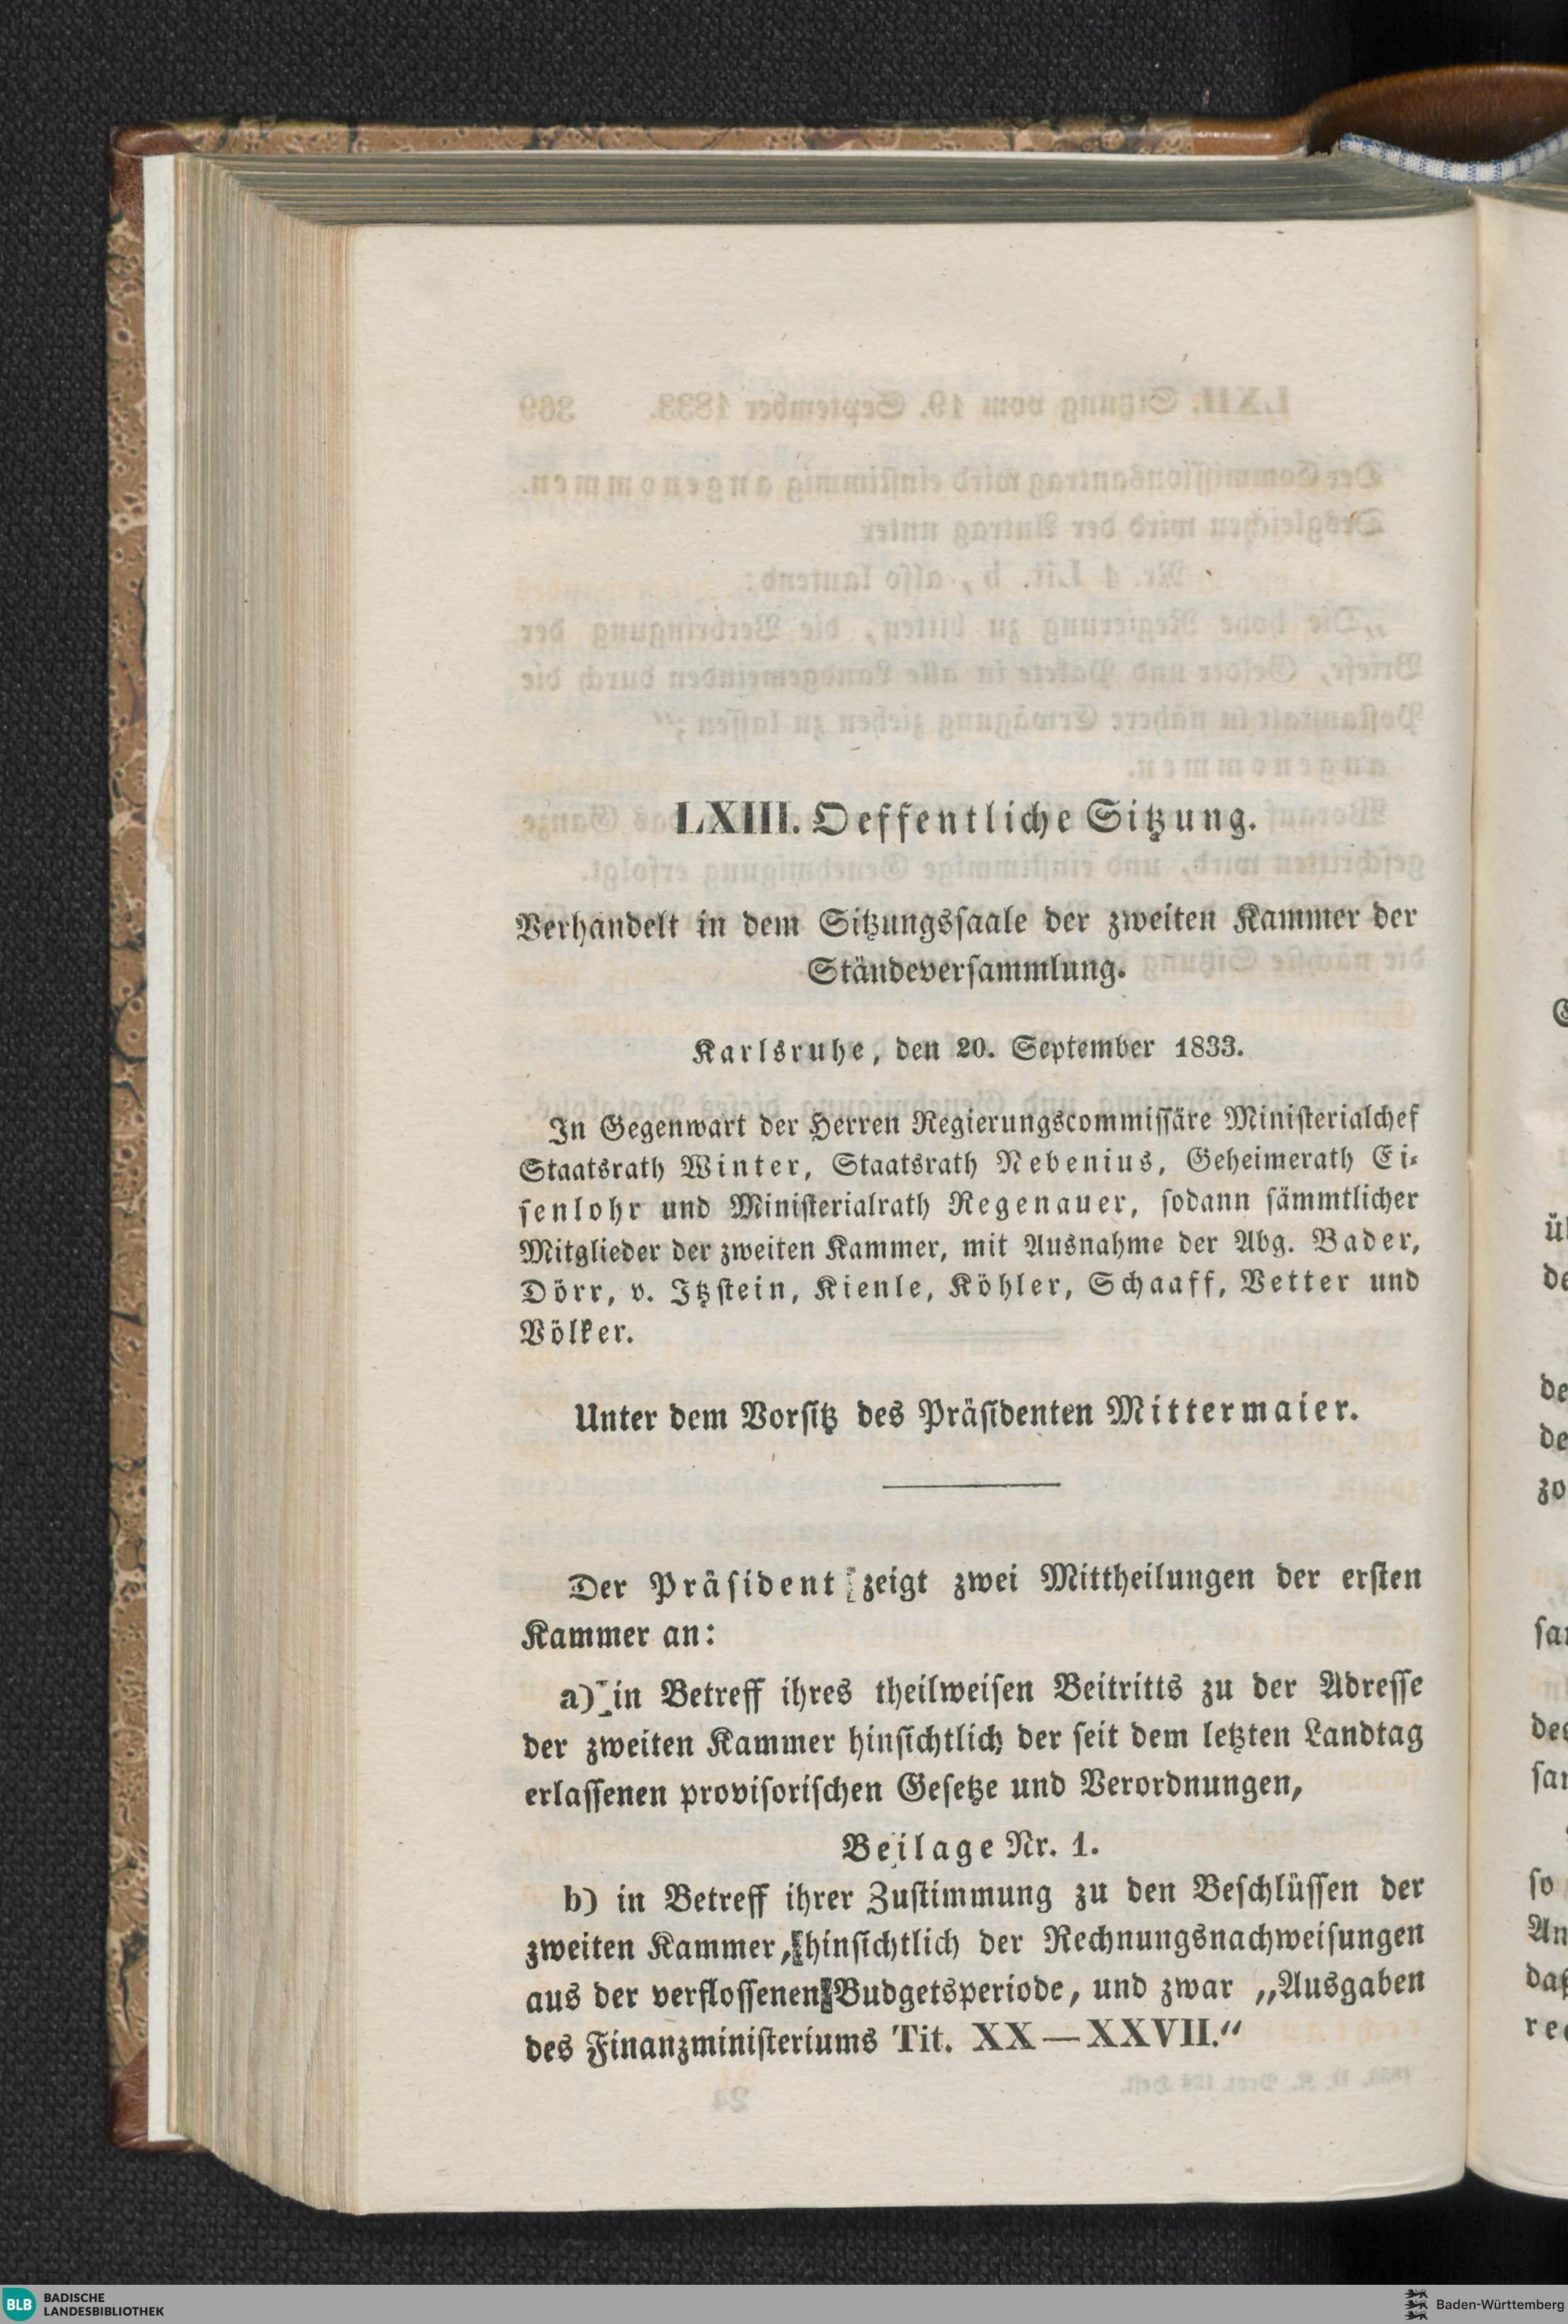 LXIII. Oeffentliche Sitzung.
Verhandelt in dem Sitzungssaale der zweiten Kammer der
Ständeversammlung.
Karlsruhe, den 20. September 1833.
In Gegenwart der Herren Regierungscommissäre Ministerialchef
Staatsrath Winter, Staatsrath Nebenius, Geheimerath Ei-
senlohr und Ministerialrath Regenauer, sodann sämmtlicher
Mitglieder der zweiten Kammer, mit Ausnahme der Abg. Bader,
Dörr, v. Itzstein, Kienle, Köhler, Schaaff, Vetter und
Völker.
Unter dem Vorsitz des Präsidenten Mittermaier.
Der Präsident zeigt zwei Mittheilungen der ersten
Kammer an:
a) in Betreff ihres theilweisen Beitritts zu der Adresse
der zweiten Kammer hinsichtlich der seit dem letzten Landtag
erlassenen provisorischen Gesetze und Verordnungen,
Beilage Nr. 1.
b) in Betreff ihrer Zustimmung zu den Beschlüssen der
zweiten Kammer, hinsichtlich der Rechnungsnachweisungen
aus der verflossenen Budgetsperiode, und zwar „Ausgaben
des Finanzministeriums Tit. XX—XXVII.“
BLB BADISCHE
LANDESBIBLIOTHEK
Baden-Württemberg